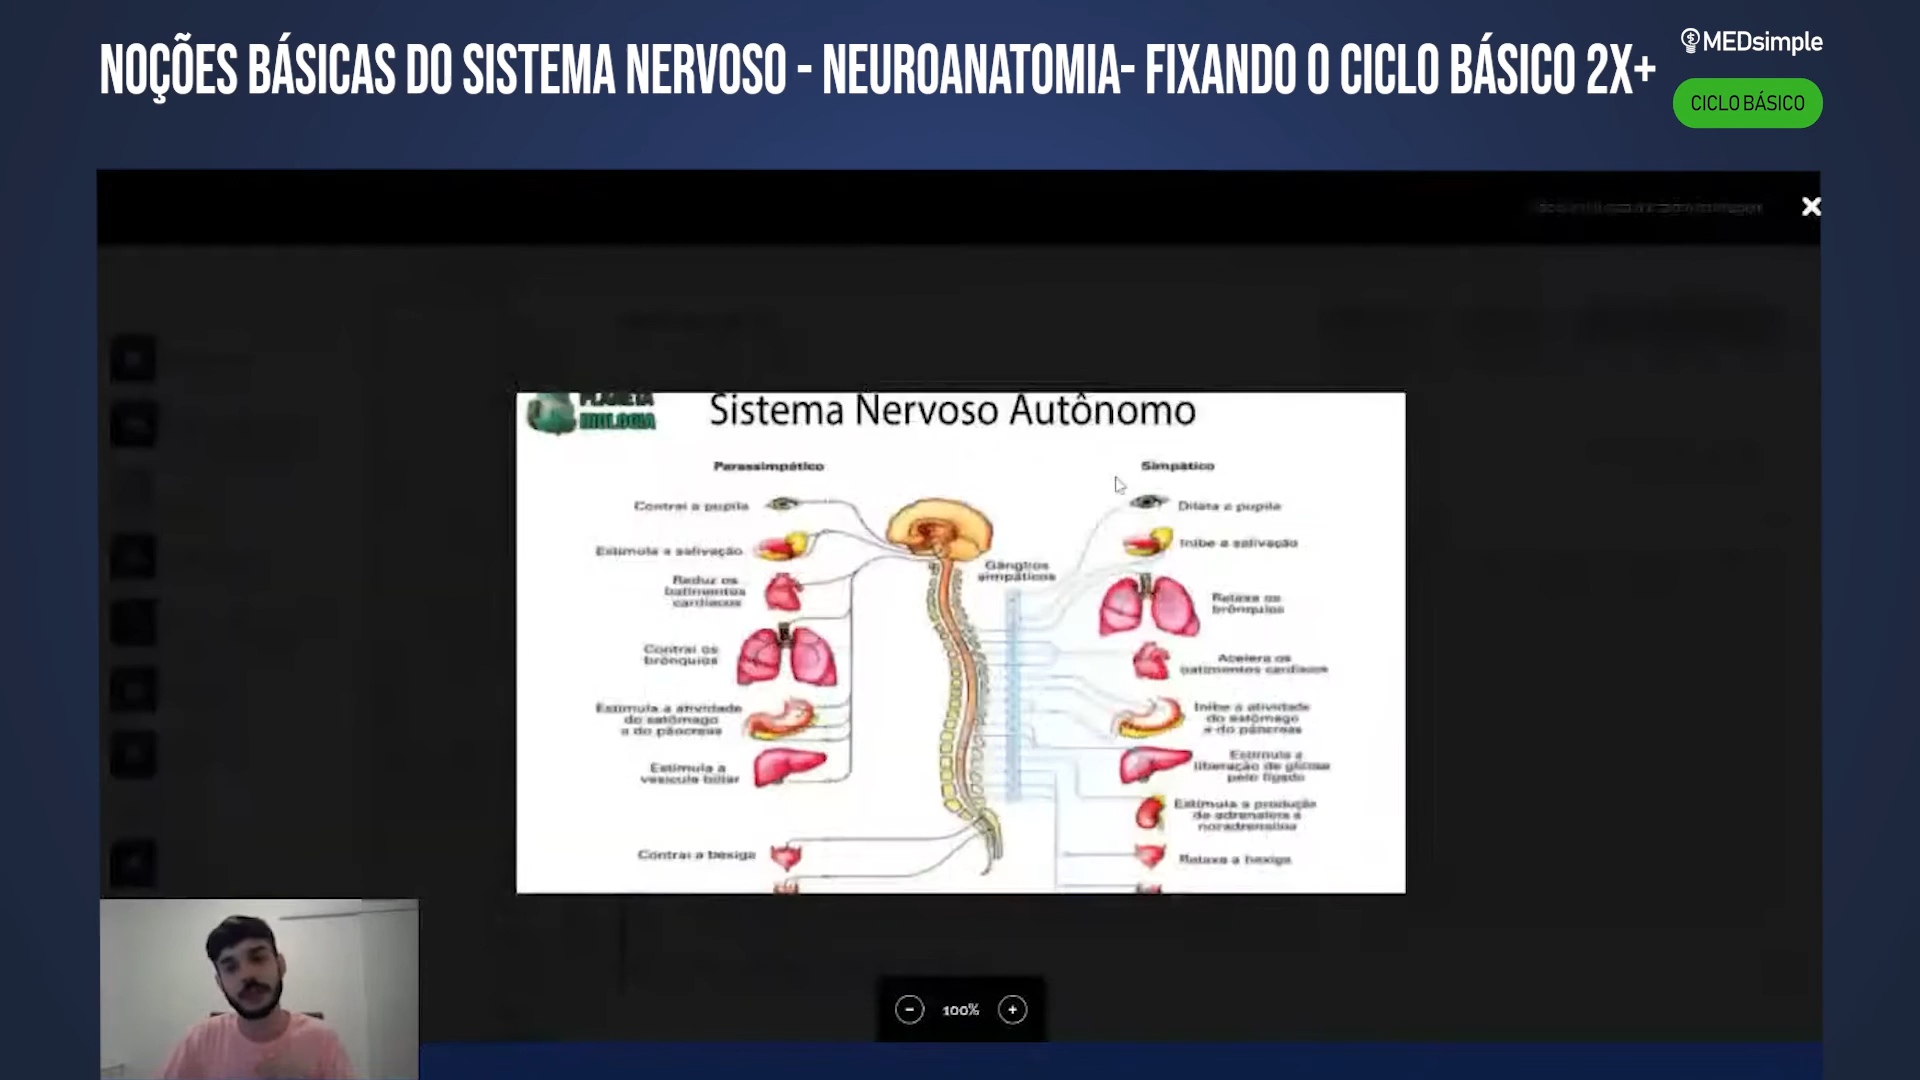 NOÇÕES BÁSICAS DO SISTEMA NERVOSO - NEUROANATOMIA- FIXANDO O CICLO BÁSICO 2X+
MEDsimple
CICLO BÁSICO
PLANETA
BIOLOGIA
Sistema Nervoso Autônomo
Parassimpático
Contrai a pupila
Estimula a salivação
Reduz os
batimentos
cardíacos
Contrai os
brônquios
Estimula a atividade
do estômago
e do pâncreas
Estimula a
vesícula biliar
Contrai a bexiga
Gânglios
simpáticos
Simpático
Dilata a pupila
Inibe a salivação
Relaxa os
brônquios
Acelera os
batimentos cardíacos
Inibe a atividade
do estômago
e do pâncreas
Estimula a
liberação de glicose
pelo fígado
Estimula a produção
de adrenalina e
noradrenalina
Relaxa a bexiga
100%